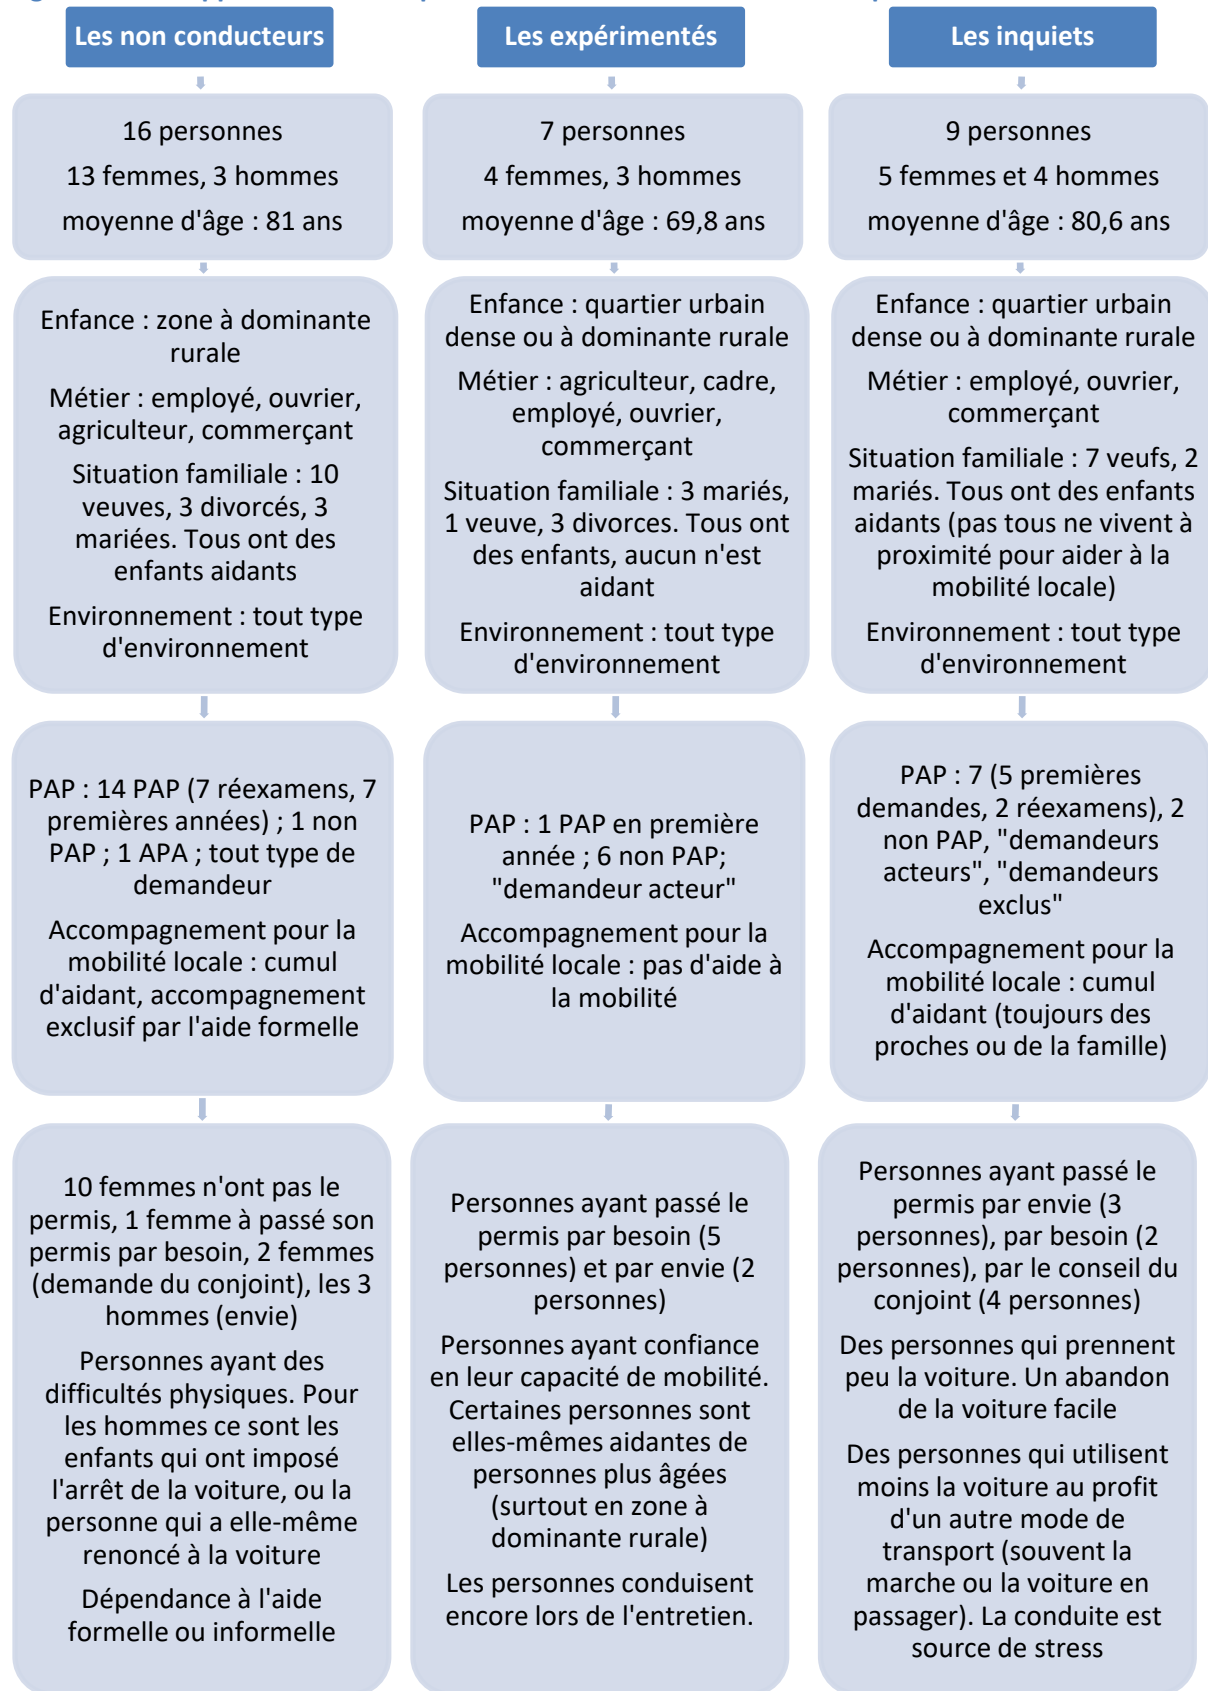 Les non conducteurs
16 personnes
13 femmes, 3 hommes
moyenne d'âge : 81 ans
Enfance : zone à dominante
rurale
Métier : employé, ouvrier,
agriculteur, commerçant
Situation familiale : 10
veuves, 3 divorcés, 3
mariées. Tous ont des
enfants aidants
Environnement : tout type
d'environnement
PAP : 14 PAP (7 réexamens, 7
premières années) ; 1 non
PAP ; 1 APA ; tout type de
demandeur
Accompagnement pour la
mobilité locale : cumul
d'aidant, accompagnement
exclusif par l'aide formelle
10 femmes n'ont pas le
permis, 1 femme à passé son
permis par besoin, 2 femmes
(demande du conjoint), les 3
hommes (envie)
Personnes ayant des
difficultés physiques. Pour
les hommes ce sont les
enfants qui ont imposé
l'arrêt de la voiture, ou la
personne qui a elle-même
renoncé à la voiture
Dépendance à l'aide
formelle ou informelle
Les expérimentés
7 personnes
4 femmes, 3 hommes
moyenne d'âge : 69,8 ans
Enfance : quartier urbain
dense ou à dominante rurale
Métier : agriculteur, cadre,
employé, ouvrier,
commerçant
Situation familiale : 3 mariés,
1 veuve, 3 divorces. Tous ont
des enfants, aucun n'est
aidant
Environnement : tout type
d'environnement
PAP : 1 PAP en première
année ; 6 non PAP;
"demandeur acteur"
Accompagnement pour la
mobilité locale : pas d'aide à
la mobilité
Personnes ayant passé le
permis par besoin (5
personnes) et par envie (2
personnes)
Personnes ayant confiance
en leur capacité de mobilité.
Certaines personnes sont
elles-mêmes aidantes de
personnes plus âgées
(surtout en zone à
dominante rurale)
Les personnes conduisent
encore lors de l'entretien.
Les inquiets
9 personnes
5 femmes et 4 hommes
moyenne d'âge : 80,6 ans
Enfance : quartier urbain
dense ou à dominante rurale
Métier : employé, ouvrier,
commerçant
Situation familiale : 7 veufs, 2
mariés. Tous ont des enfants
aidants (pas tous ne vivent à
proximité pour aider à la
mobilité locale)
Environnement : tout type
d'environnement
PAP : 7 (5 premières
demandes, 2 réexamens), 2
non PAP, "demandeurs
acteurs", "demandeurs
exclus"
Accompagnement pour la
mobilité locale : cumul
d'aidant (toujours des
proches ou de la famille)
Personnes ayant passé le
permis par envie (3
personnes), par besoin (2
personnes), par le conseil du
conjoint (4 personnes)
Des personnes qui prennent
peu la voiture. Un abandon
de la voiture facile
Des personnes qui utilisent
moins la voiture au profit
d'un autre mode de
transport (souvent la
marche ou la voiture en
passager). La conduite est
source de stress